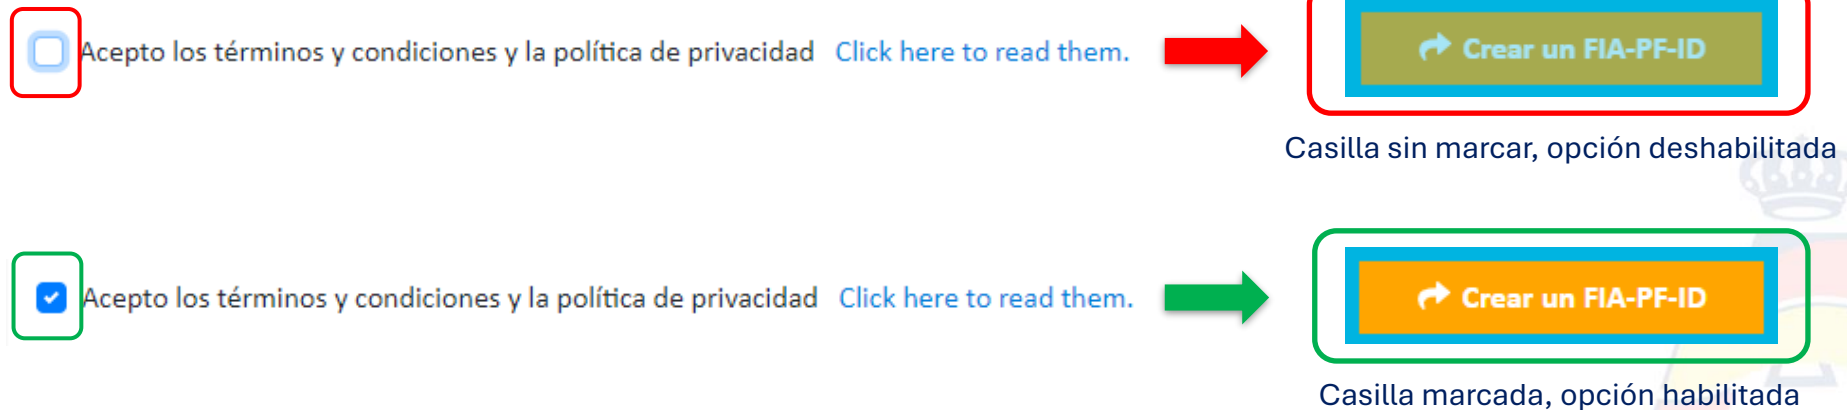 Acepto los términos y condiciones y la política de privacidad Click here to read them.
Crear un FIA-PF-ID
Casilla sin marcar, opción deshabilitada
Acepto los términos y condiciones y la política de privacidad Click here to read them.
Crear un FIA-PF-ID
Casilla marcada, opción habilitada